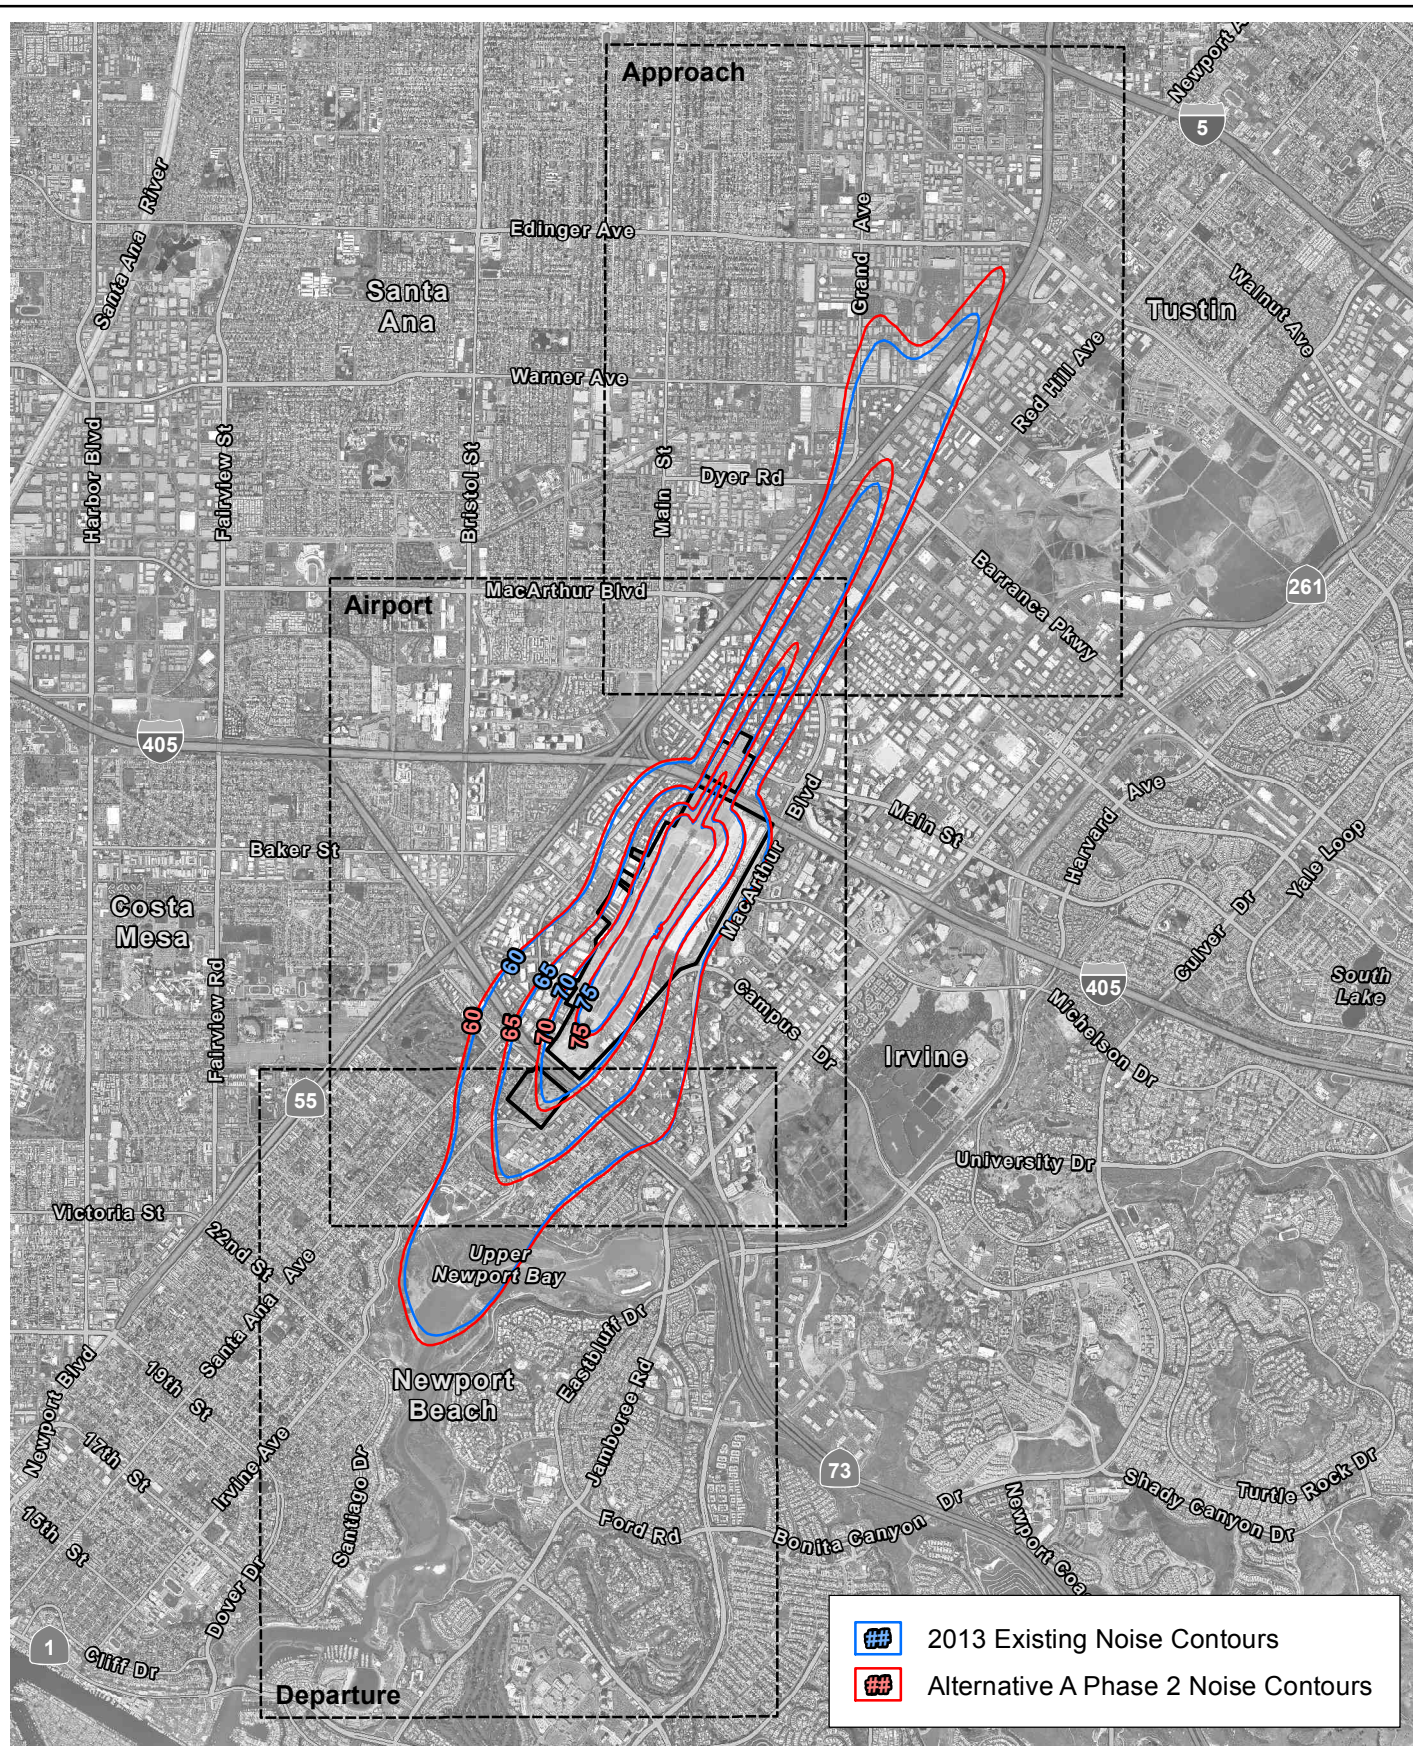 Approach
Newport A
5
Santa Ana River
Edinger Ave
Grand Ave
Santa
Ana
Tustin
Walnut Ave
Warner Ave
Red Hill Ave
Harbor Blvd
Fairview St
Bristol St
Main St
Dyer Rd
Airport
MacArthur Blvd
Barranca Pkwy
261
405
Blvd
MacArthur
Main St
Harvard Ave
Yale Loop
Baker St
Costa
Mesa
Culver Dr
South
Lake
60
65
70
75
60
65
70
75
Campus Dr
405
Michelson Dr
Irvine
Fairview Rd
55
University Dr
Victoria St
22nd St
Santa Ana Ave
Upper
Newport Bay
Eastbluff Dr
19th St
Newport Blvd
Newport
Beach
Jamboree Rd
17th St
Irvine Ave
Santiago Dr
73
Shady Canyon Dr
Turtle Rock Dr
15th St
Ford Rd
Bonita Canyon Dr
Newport Coa
Dover Dr
1
Cliff Dr
Departure
## 2013 Existing Noise Contours
## Alternative A Phase 2 Noise Contours